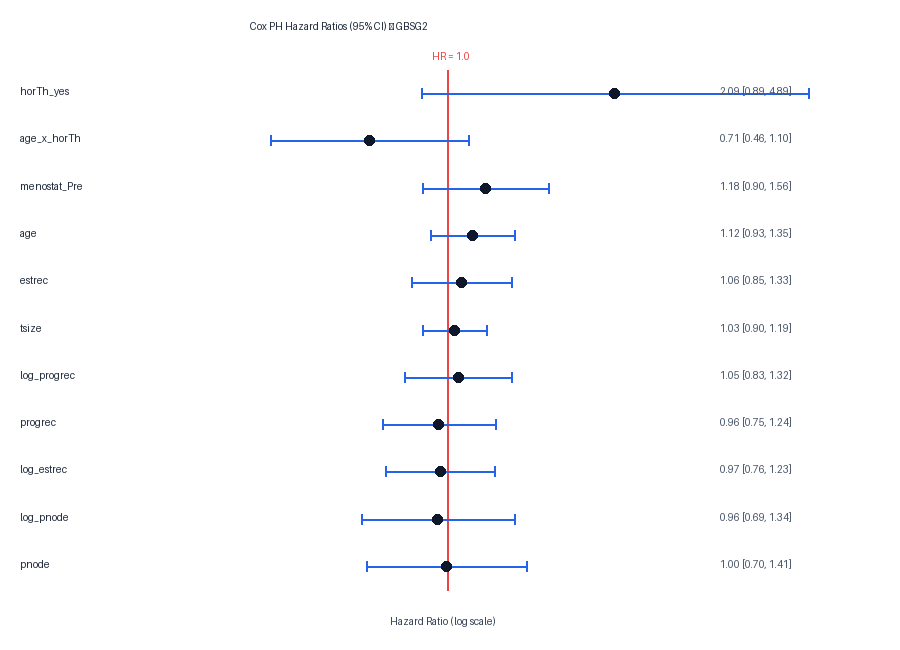 Cox PH Hazard Ratios (95% CI) ▯ GBSG2
HR = 1.0
horTh_yes 2.09 [0.89, 4.89]
age_x_horTh 0.71 [0.46, 1.10]
menostat_Pre 1.18 [0.90, 1.56]
age 1.12 [0.93, 1.35]
estrec 1.06 [0.85, 1.33]
tsize 1.03 [0.90, 1.19]
log_progrec 1.05 [0.83, 1.32]
progrec 0.96 [0.75, 1.24]
log_estrec 0.97 [0.76, 1.23]
log_pnode 0.96 [0.69, 1.34]
pnode 1.00 [0.70, 1.41]
Hazard Ratio (log scale)